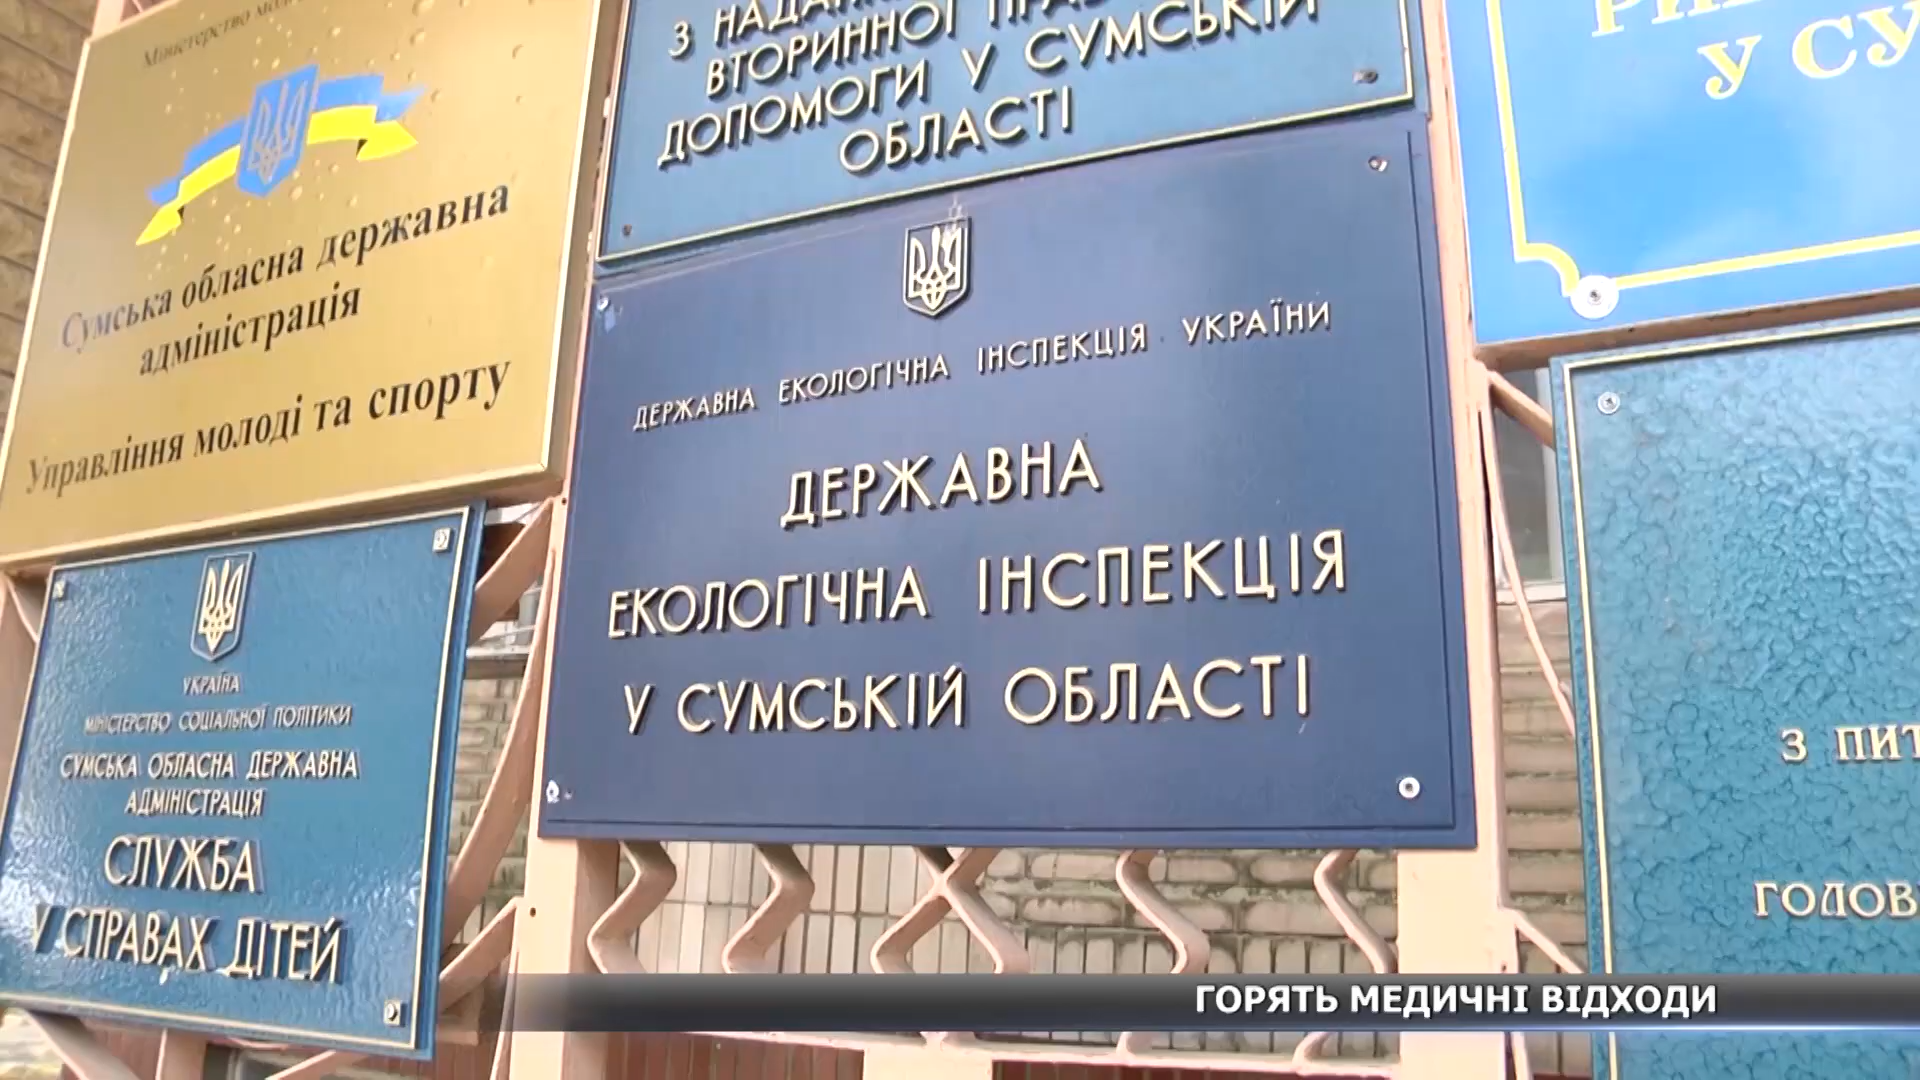 Міністерство
Сумська обласна державна
адміністрація
Управління молоді та спорту
З
ВТОРИННОЇ
ДОПОМОГИ У СУМСЬКІЙ
ОБЛАСТІ
У СУ
ДЕРЖАВНА ЕКОЛОГІЧНА ІНСПЕКЦІЯ УКРАЇНИ
ДЕРЖАВНА
ЕКОЛОГІЧНА ІНСПЕКЦІЯ
У СУМСЬКІЙ ОБЛАСТІ
УКРАЇНА
МІНІСТЕРСТВО СОЦІАЛЬНОЇ ПОЛІТИКИ
СУМСЬКА ОБЛАСНА ДЕРЖАВНА
АДМІНІСТРАЦІЯ
СЛУЖБА
У СПРАВАХ ДІТЕЙ
З ПИТ
ГОЛОВ
ГОРЯТЬ МЕДИЧНІ ВІДХОДИ